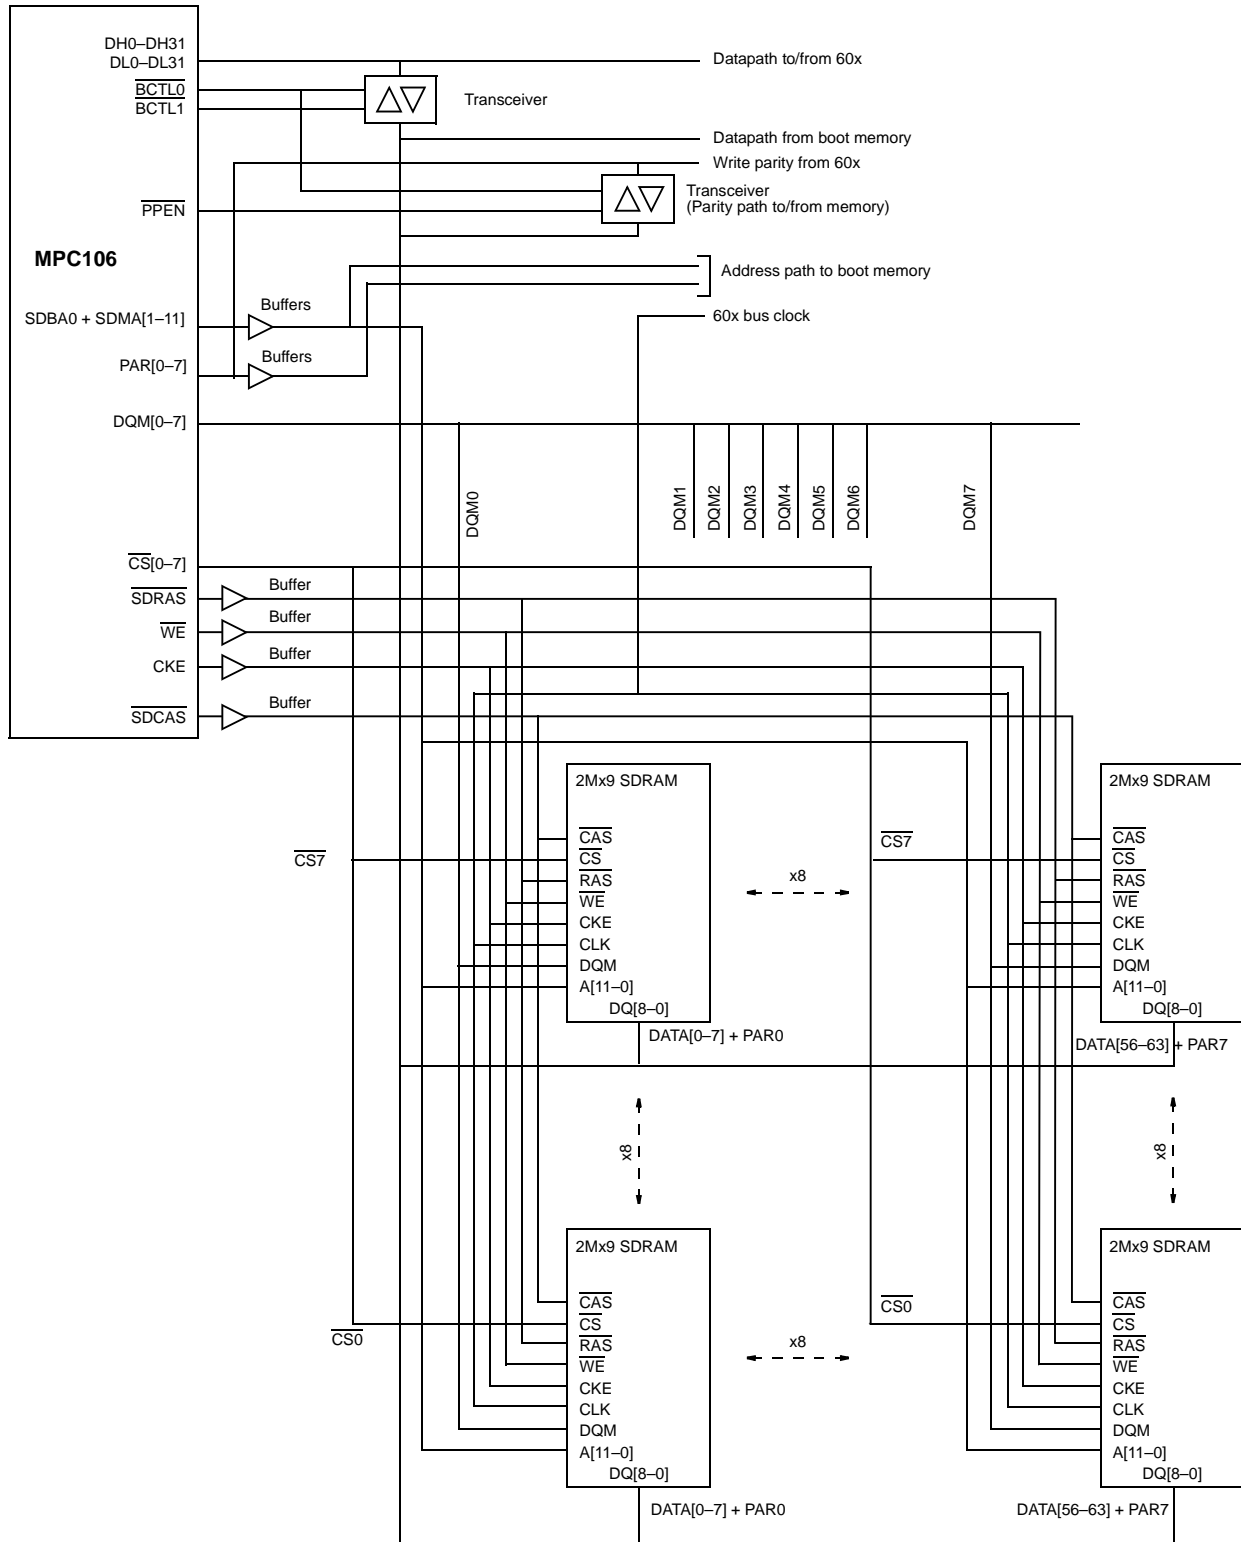 DH0–DH31
DL0–DL31
Datapath to/from 60x
BCTL0
BCTL1
Transceiver
Datapath from boot memory
Write parity from 60x
Transceiver
(Parity path to/from memory)
PPEN
MPC106
Address path to boot memory
Buffers
SDBA0 + SDMA[1–11]
60x bus clock
Buffers
PAR[0–7]
DQM[0–7]
DQM0
DQM1
DQM2
DQM3
DQM4
DQM5
DQM6
DQM7
CS[0–7]
Buffer
SDRAS
Buffer
WE
Buffer
CKE
Buffer
SDCAS
2Mx9 SDRAM
CAS
CS
RAS
WE
CKE
CLK
DQM
A[11–0]
DQ[8–0]
CS7
x8
CS7
2Mx9 SDRAM
CAS
CS
RAS
WE
CKE
CLK
DQM
A[11–0]
DQ[8–0]
DATA[0–7] + PAR0
DATA[56–63] + PAR7
x8
x8
2Mx9 SDRAM
CAS
CS
RAS
WE
CKE
CLK
DQM
A[11–0]
DQ[8–0]
CS0
x8
CS0
2Mx9 SDRAM
CAS
CS
RAS
WE
CKE
CLK
DQM
A[11–0]
DQ[8–0]
DATA[0–7] + PAR0
DATA[56–63] + PAR7